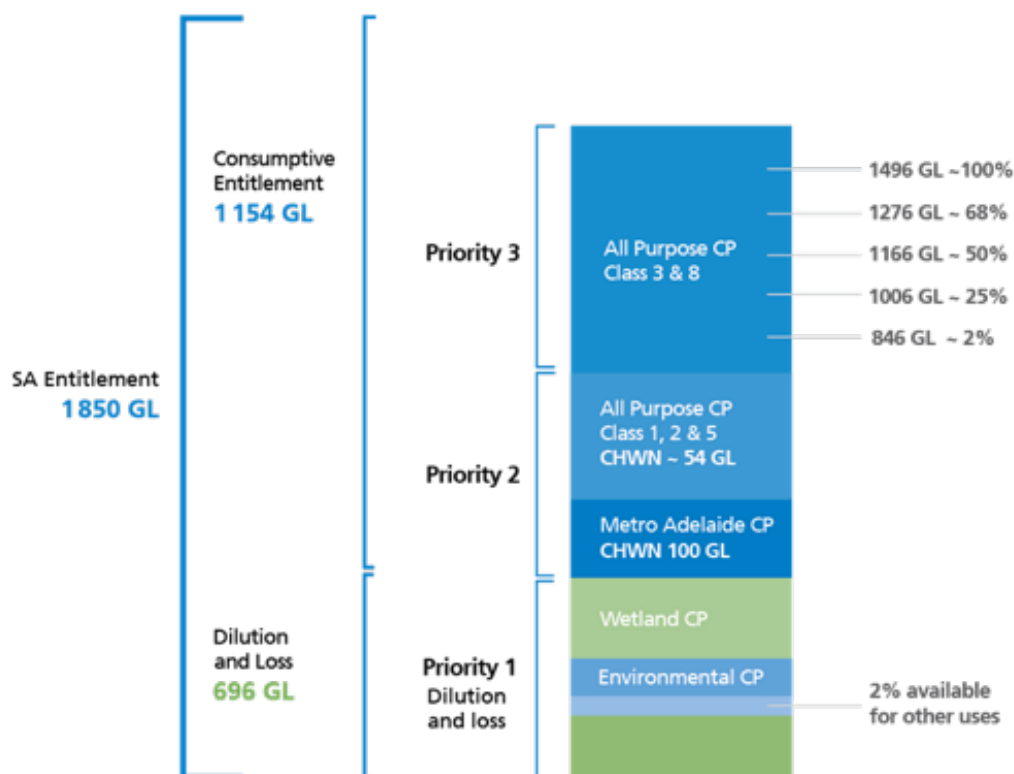 SA Entitlement
1850 GL
Consumptive
Entitlement
1154 GL
Dilution
and Loss
696 GL
Priority 3
Priority 2
Priority 1
Dilution
and loss
All Purpose CP
Class 3 & 8
All Purpose CP
Class 1, 2 & 5
CHWN ~ 54 GL
Metro Adelaide CP
CHWN 100 GL
Wetland CP
Environmental CP
1496 GL ~100%
1276 GL ~ 68%
1166 GL ~ 50%
1006 GL ~ 25%
846 GL ~ 2%
2% available
for other uses